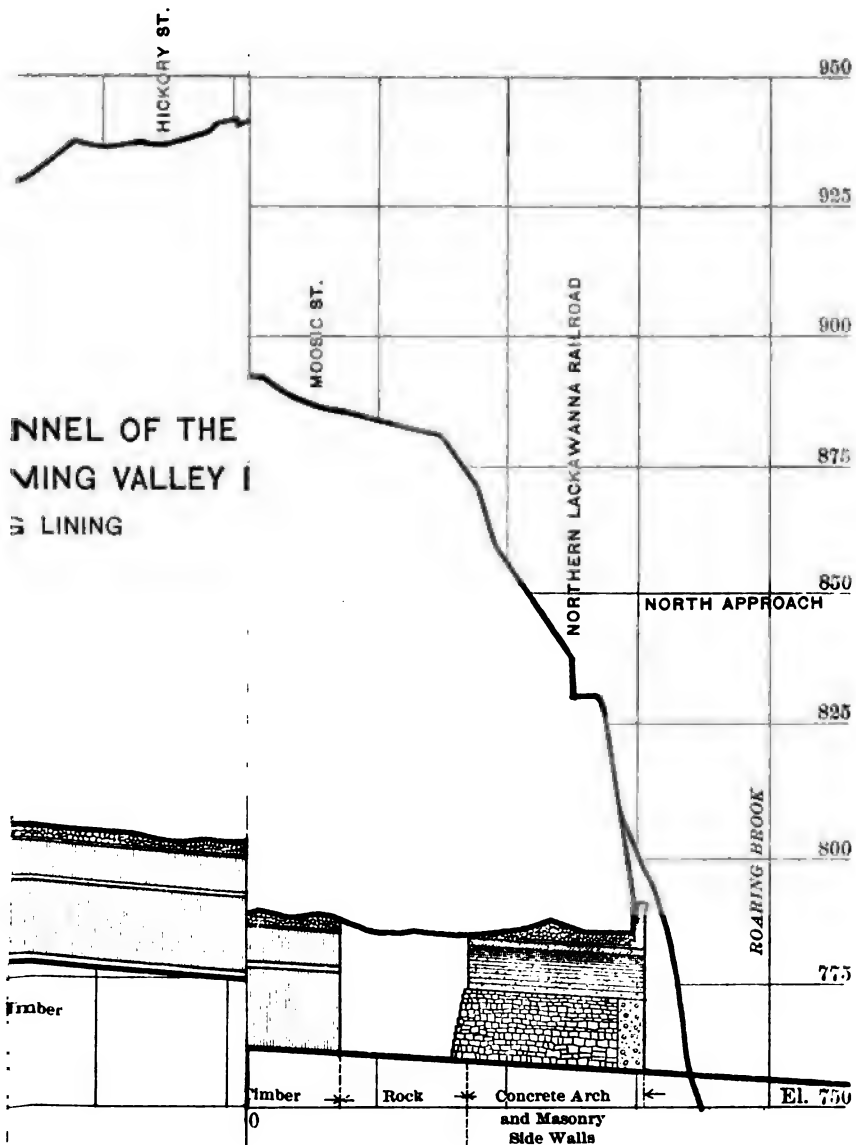 HICKORY ST.
950
925
MOOSIC ST.
NORTHERN LACKAWANNA RAILROAD
900
NNEL OF THE
MING VALLEY
875
LINING
850
NORTH APPROACH
825
ROARING BROOK
800
775
Timber
Timber
Rock
Concrete Arch
and Masonry
Side Walls
El. 750
0